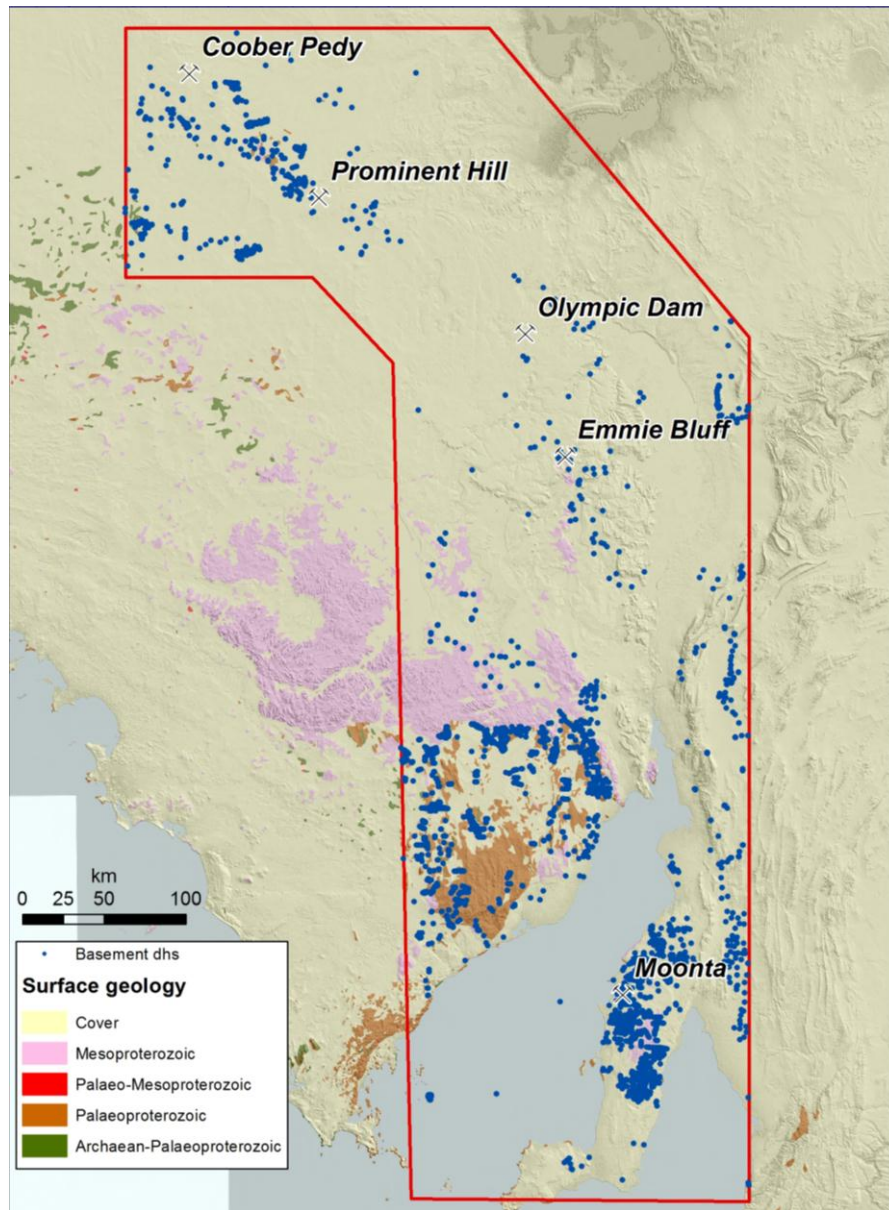 Coober Pedy
Prominent Hill
Olympic Dam
Emmie Bluff
Moonta
km
0 25 50 100
Basement dhs
Surface geology
Cover
Mesoproterozoic
Palaeo-Mesoproterozoic
Palaeoproterozoic
Archaean-Palaeoproterozoic